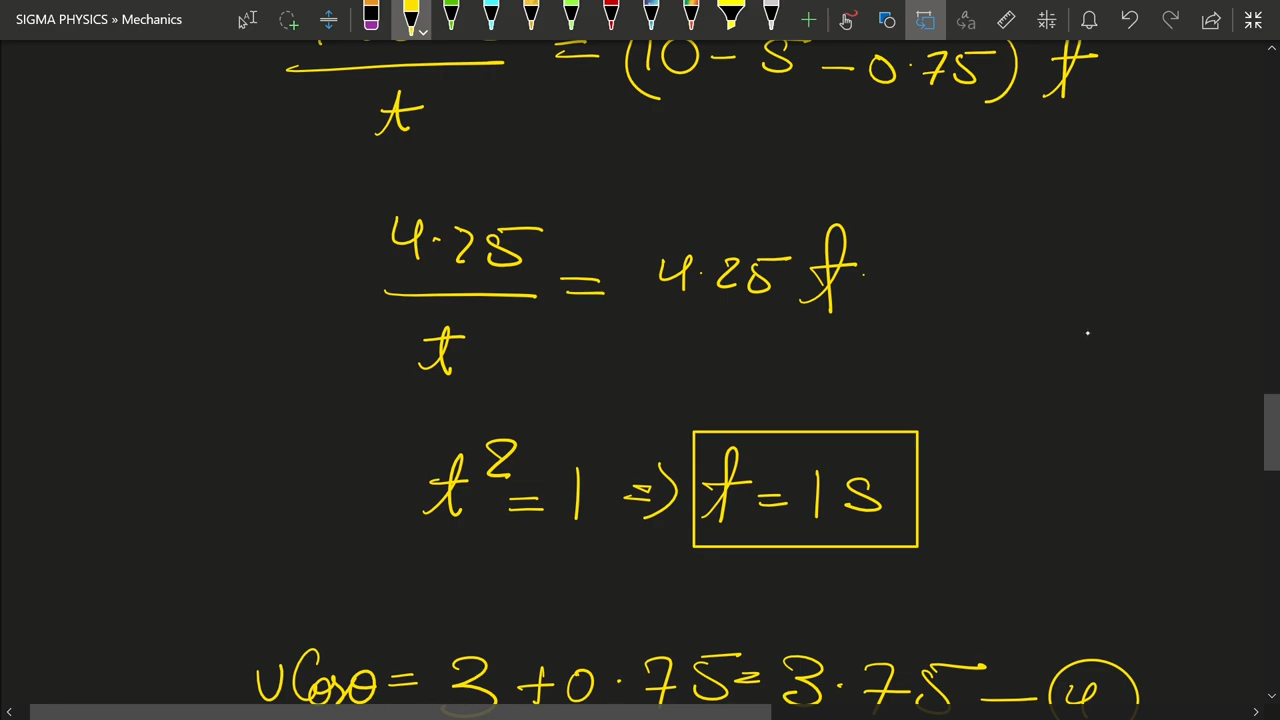 SIGMA PHYSICS » Mechanics
t = (10 - 5 - 0.75) t
4.25 / t = 4.25 t
t² = 1 ⇒ t = 1 s
v Cosθ = 3 + 0.75 = 3.75 — 4